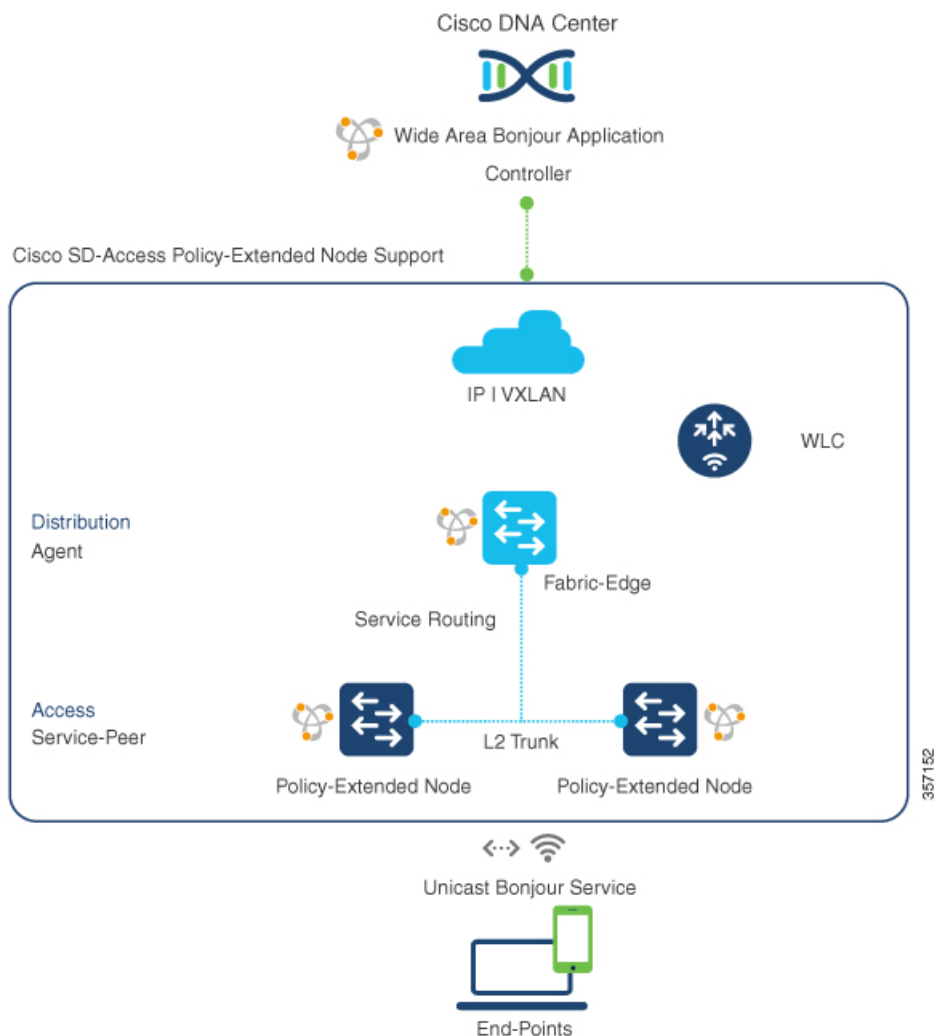 Cisco DNA Center
Wide Area Bonjour Application
Controller
Cisco SD-Access Policy-Extended Node Support
IP | VXLAN
WLC
Distribution
Agent
Fabric-Edge
Service Routing
Access
Service-Peer
L2 Trunk
Policy-Extended Node
Policy-Extended Node
357152
Unicast Bonjour Service
End-Points